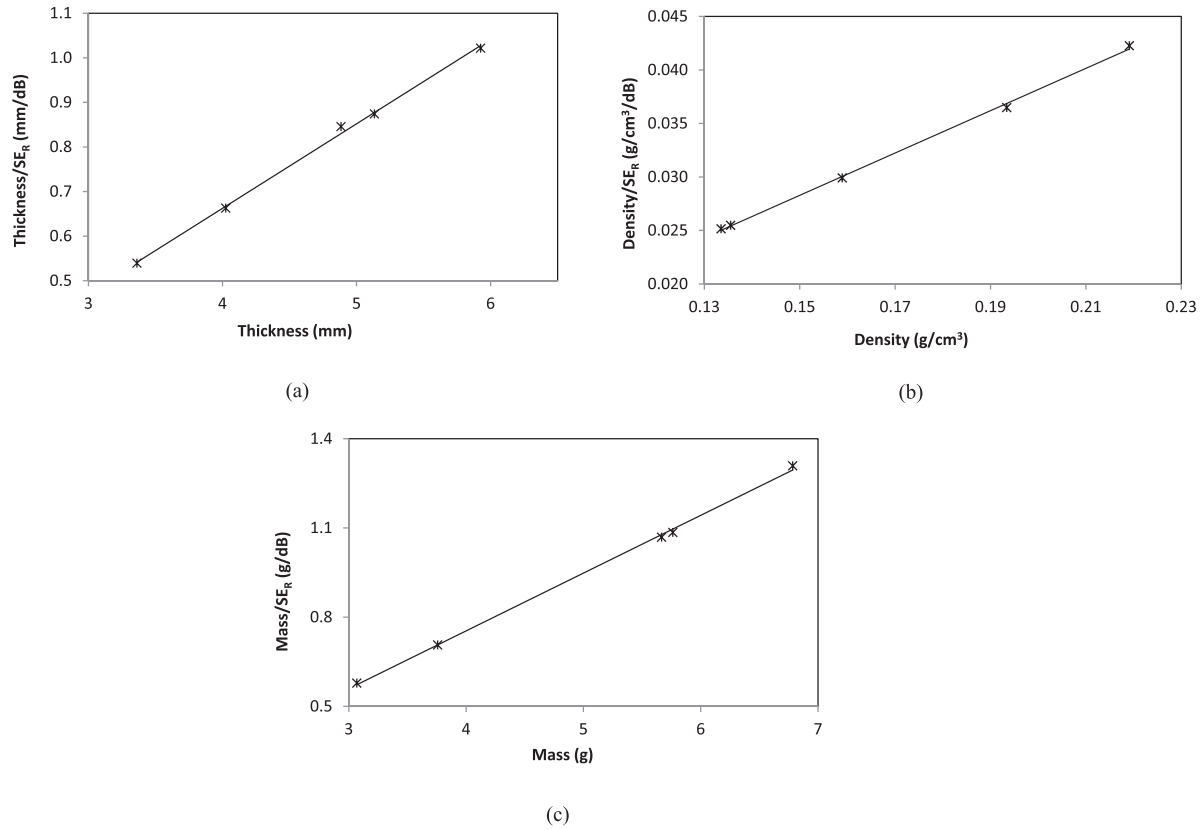 1.1
1.0
0.9
0.8
0.7
0.6
0.5
3 4 5 6
Thickness/SE_R (mm/dB)
Thickness (mm)
(a)
0.045
0.040
0.035
0.030
0.025
0.020
0.13 0.15 0.17 0.19 0.21 0.23
Density/SE_R (g/cm³/dB)
Density (g/cm³)
(b)
1.4
1.1
0.8
0.5
3 4 5 6 7
Mass/SE_R (g/dB)
Mass (g)
(c)